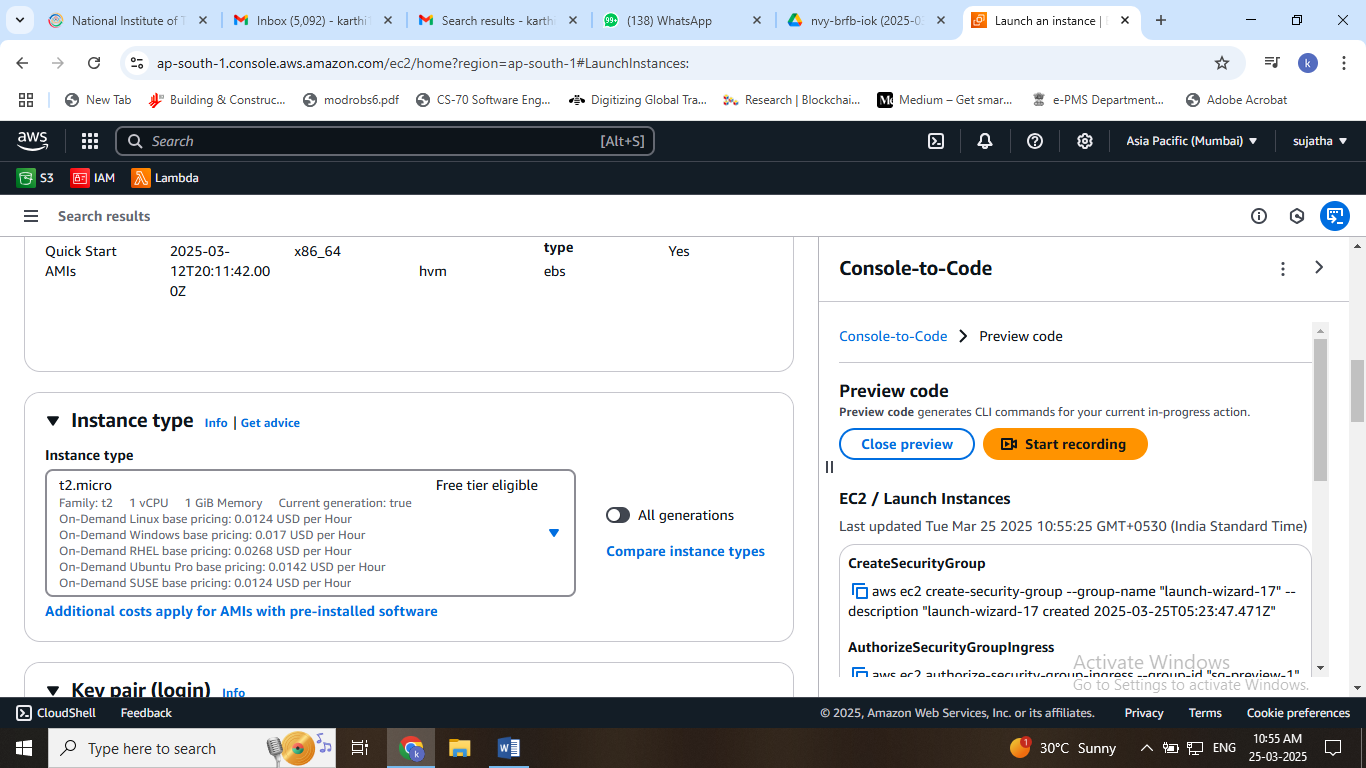 National Institute of T
Inbox (5,092) - karthi
Search results - karthi
(138) WhatsApp
nvy-brfb-iok (2025-0
Launch an instance |
ap-south-1.console.aws.amazon.com/ec2/home?region=ap-south-1#LaunchInstances:
k
New Tab
Building & Construc...
modrobs6.pdf
CS-70 Software Eng...
Digitizing Global Tra...
Research | Blockchai...
Medium – Get smar...
e-PMS Department...
Adobe Acrobat
aws
Search
[Alt+S]
Asia Pacific (Mumbai)
sujatha
S3
IAM
Lambda
Search results
Quick Start
AMIs
2025-03-
12T20:11:42.00
0Z
x86_64
hvm
type
ebs
Yes
Instance type
Info | Get advice
Instance type
t2.micro
Free tier eligible
Family: t2 1 vCPU 1 GiB Memory Current generation: true
On-Demand Linux base pricing: 0.0124 USD per Hour
On-Demand Windows base pricing: 0.017 USD per Hour
On-Demand RHEL base pricing: 0.0268 USD per Hour
On-Demand Ubuntu Pro base pricing: 0.0142 USD per Hour
On-Demand SUSE base pricing: 0.0124 USD per Hour
All generations
Compare instance types
Additional costs apply for AMIs with pre-installed software
Key pair (login) Info
Console-to-Code
Console-to-Code
Preview code
Preview code
Preview code generates CLI commands for your current in-progress action.
Close preview
Start recording
EC2 / Launch Instances
Last updated Tue Mar 25 2025 10:55:25 GMT+0530 (India Standard Time)
CreateSecurityGroup
aws ec2 create-security-group --group-name "launch-wizard-17" --
description "launch-wizard-17 created 2025-03-25T05:23:47.471Z"
AuthorizeSecurityGroupIngress
aws ec2 authorize-security-group-ingress --group-id "sg-preview-1"
Activate Windows
Go to Settings to activate Windows.
CloudShell
Feedback
© 2025, Amazon Web Services, Inc. or its affiliates.
Privacy
Terms
Cookie preferences
Type here to search
1
30°C Sunny
ENG
10:55 AM
25-03-2025